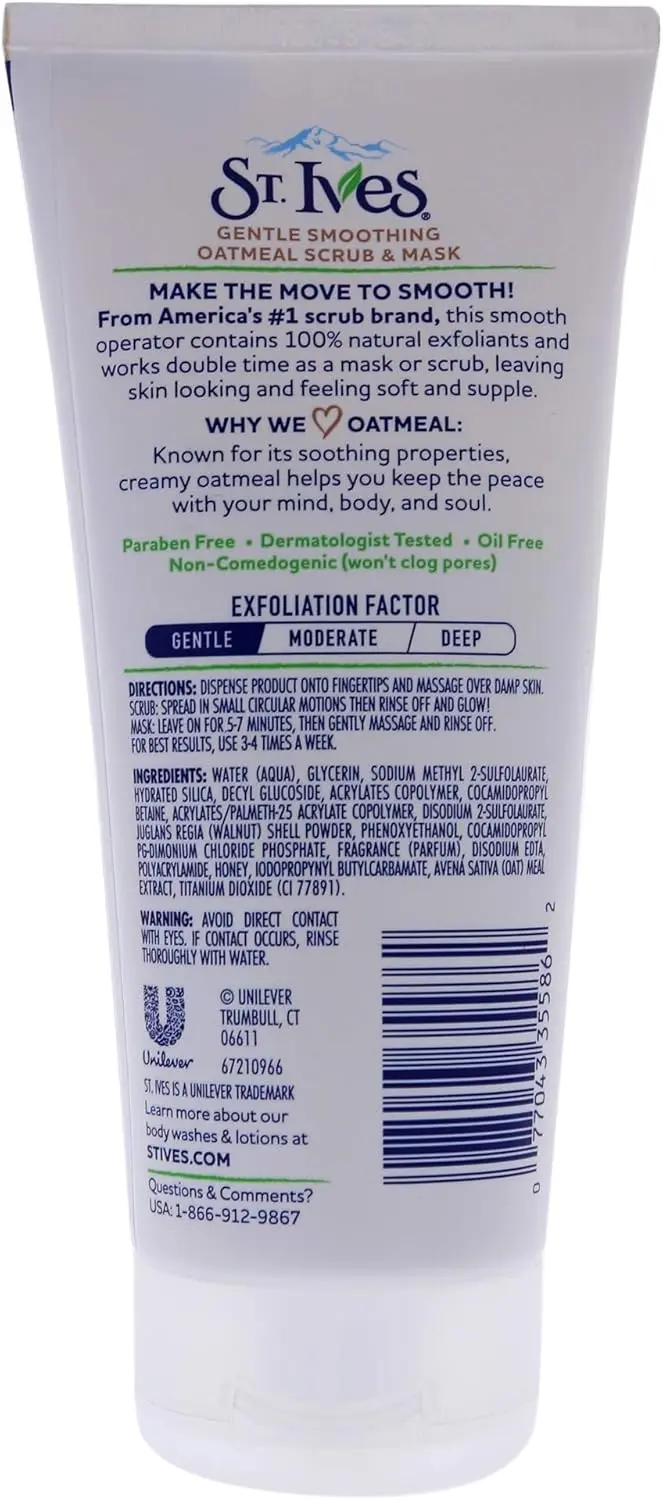 ST. IVES®
GENTLE SMOOTHING
OATMEAL SCRUB & MASK
MAKE THE MOVE TO SMOOTH!
From America's #1 scrub brand, this smooth
operator contains 100% natural exfoliants and
works double time as a mask or scrub, leaving
skin looking and feeling soft and supple.
WHY WE OATMEAL:
Known for its soothing properties,
creamy oatmeal helps you keep the peace
with your mind, body, and soul.
Paraben Free • Dermatologist Tested • Oil Free
Non-Comedogenic (won't clog pores)
EXFOLIATION FACTOR
GENTLE MODERATE DEEP
DIRECTIONS: DISPENSE PRODUCT ONTO FINGERTIPS AND MASSAGE OVER DAMP SKIN.
SCRUB: SPREAD IN SMALL CIRCULAR MOTIONS THEN RINSE OFF AND GLOW!
MASK: LEAVE ON FOR 5-7 MINUTES, THEN GENTLY MASSAGE AND RINSE OFF.
FOR BEST RESULTS, USE 3-4 TIMES A WEEK.
INGREDIENTS: WATER (AQUA), GLYCERIN, SODIUM METHYL 2-SULFOLAURATE,
HYDRATED SILICA, DECYL GLUCOSIDE, ACRYLATES COPOLYMER, COCAMIDOPROPYL
BETAINE, ACRYLATES/PALMETH-25 ACRYLATE COPOLYMER, DISODIUM 2-SULFOLAURATE,
JUGLANS REGIA (WALNUT) SHELL POWDER, PHENOXYETHANOL, COCAMIDOPROPYL
PG-DIMONIUM CHLORIDE PHOSPHATE, FRAGRANCE (PARFUM), DISODIUM EDTA,
POLYACRYLAMIDE, HONEY, IODOPROPYNYL BUTYLCARBAMATE, AVENA SATIVA (OAT) MEAL
EXTRACT, TITANIUM DIOXIDE (CI 77891).
WARNING: AVOID DIRECT CONTACT
WITH EYES. IF CONTACT OCCURS, RINSE
THOROUGHLY WITH WATER.
Unilever
© UNILEVER
TRUMBULL, CT
06611
67210966
ST. IVES IS A UNILEVER TRADEMARK
Learn more about our
body washes & lotions at
STIVES.COM
Questions & Comments?
USA: 1-866-912-9867
0 77043 35586 2